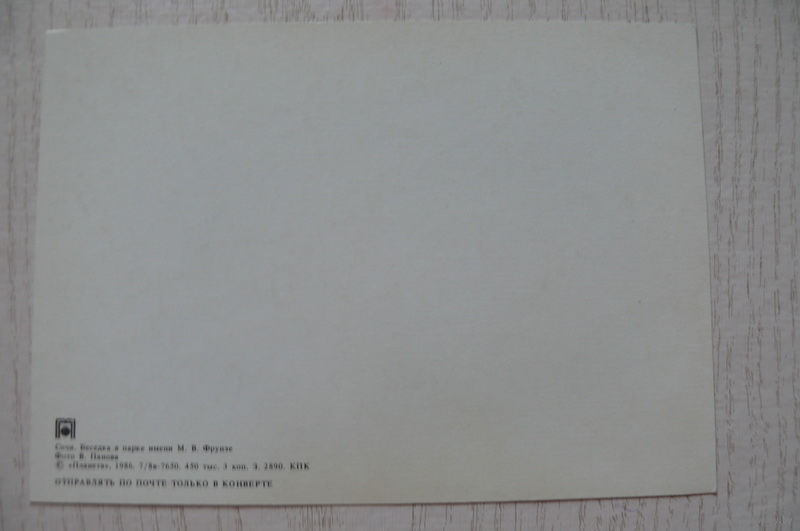 Сочи. Беседка в парке имени М. В. Фрунзе
Фото В. Панова
© «Планета», 1986. 7/8в-7650. 450 тыс. 3 коп. З. 2890. КПК
ОТПРАВЛЯТЬ ПО ПОЧТЕ ТОЛЬКО В КОНВЕРТЕ